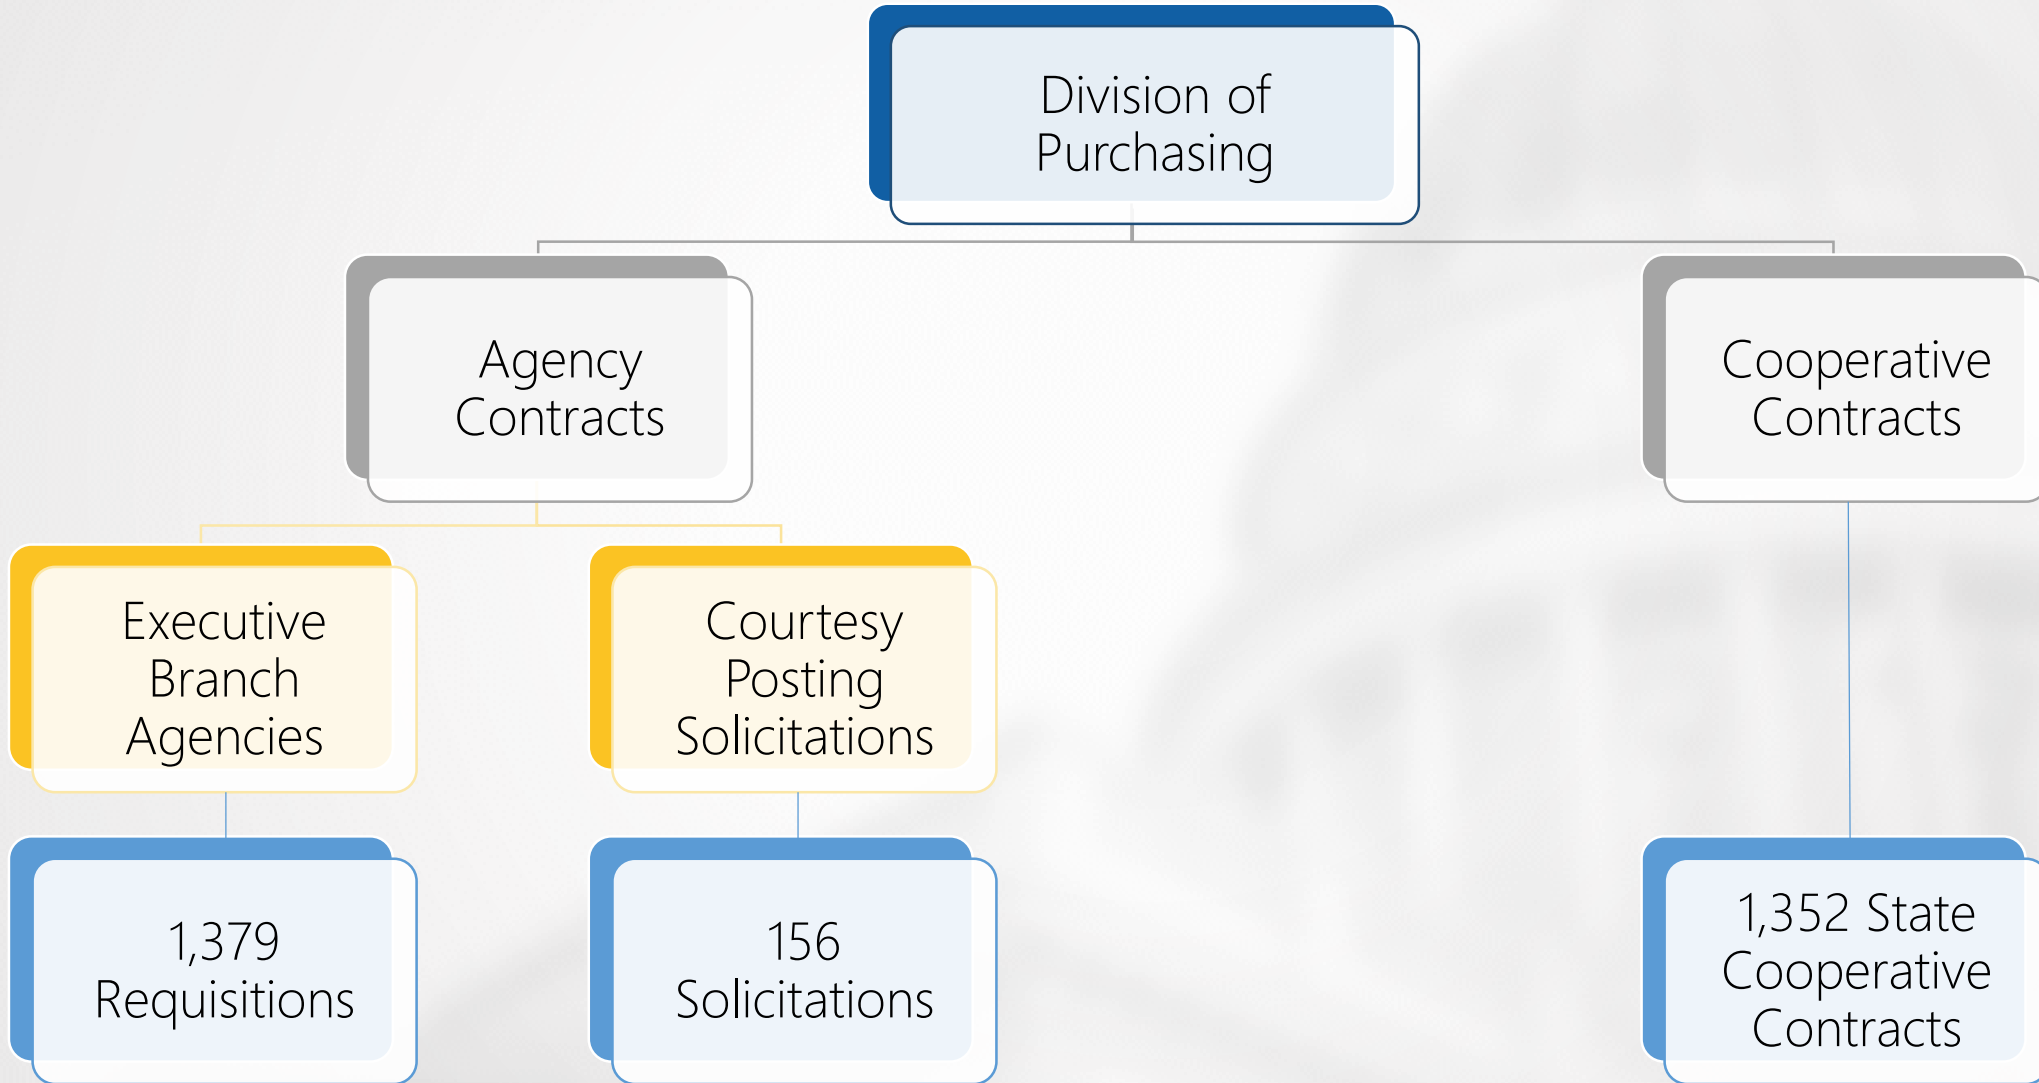 Division of
Purchasing
Agency
Contracts
Cooperative
Contracts
Executive
Branch
Agencies
Courtesy
Posting
Solicitations
1,379
Requisitions
156
Solicitations
1,352 State
Cooperative
Contracts